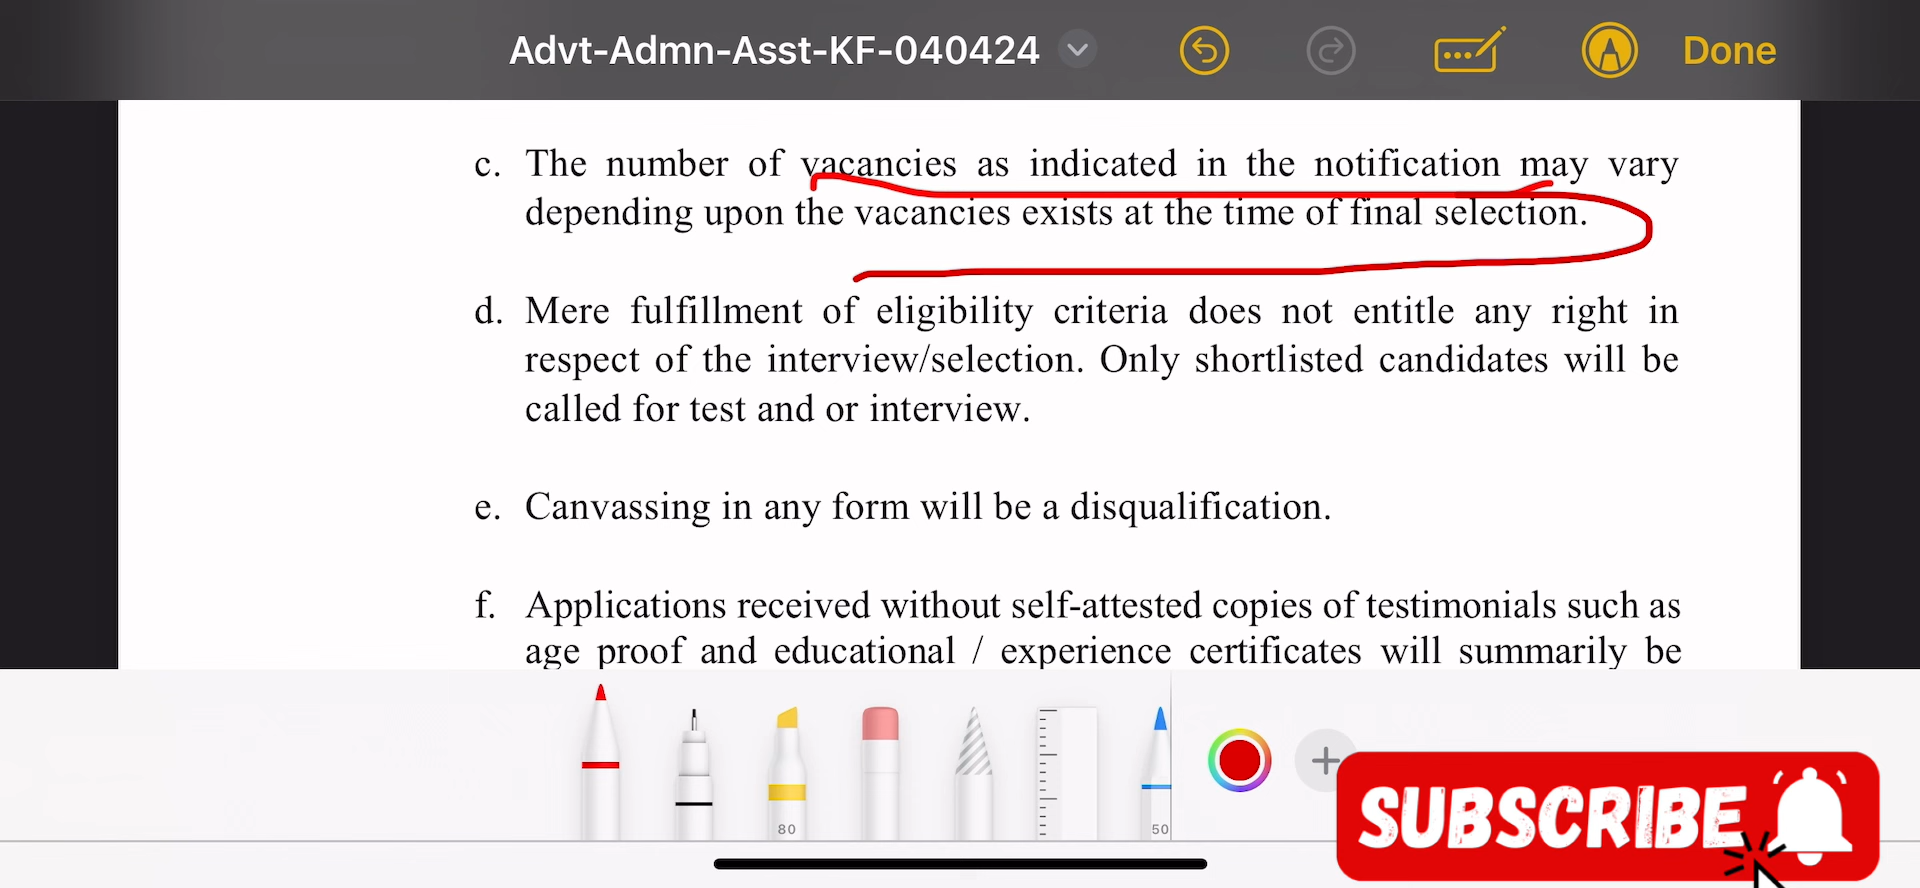 Advt-Admn-Asst-KF-040424
Done
c. The number of vacancies as indicated in the notification may vary
depending upon the vacancies exists at the time of final selection.
d. Mere fulfillment of eligibility criteria does not entitle any right in
respect of the interview/selection. Only shortlisted candidates will be
called for test and or interview.
e. Canvassing in any form will be a disqualification.
f. Applications received without self-attested copies of testimonials such as
age proof and educational / experience certificates will summarily be
80
50
SUBSCRIBE